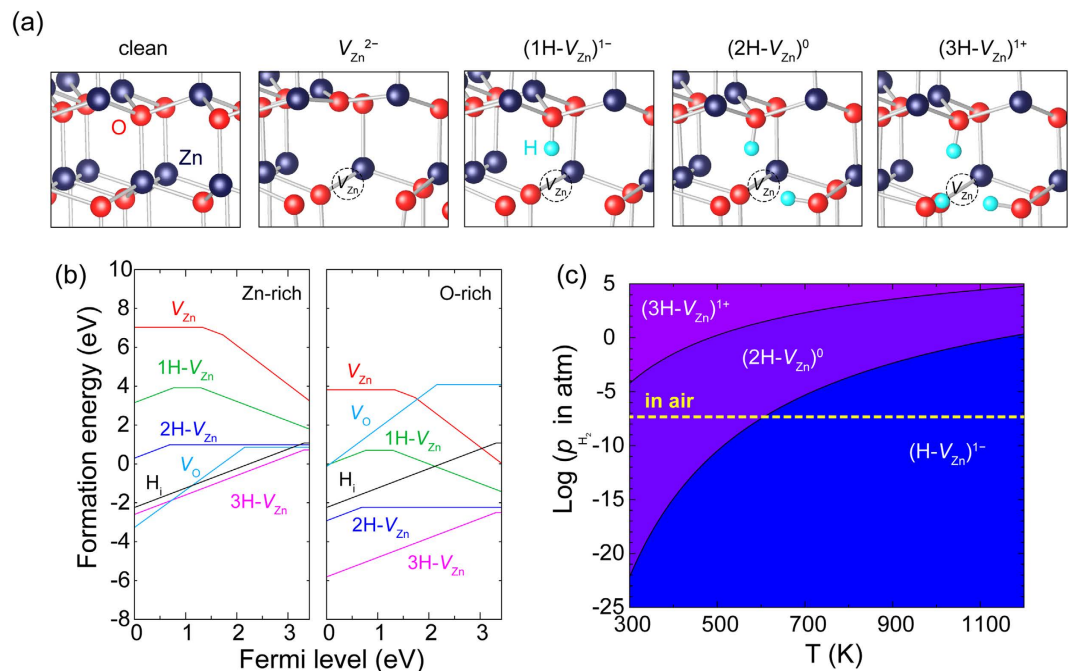 (a)
clean
V_Zn^2−
(1H-V_Zn)^1−
(2H-V_Zn)^0
(3H-V_Zn)^1+
O
Zn
H
V_Zn
V_Zn
V_Zn
V_Zn
(b)
Formation energy (eV)
10
8
6
4
2
0
-2
-4
-6
-8
Zn-rich
V_Zn
1H-V_Zn
2H-V_Zn
V_O
H_i
3H-V_Zn
0 1 2 3
O-rich
V_Zn
V_O
1H-V_Zn
H_i
2H-V_Zn
3H-V_Zn
0 1 2 3
Fermi level (eV)
(c)
Log (p_H₂ in atm)
5
0
-5
-10
-15
-20
-25
(3H-V_Zn)^1+
(2H-V_Zn)^0
in air
(H-V_Zn)^1−
300 500 700 900 1100
T (K)